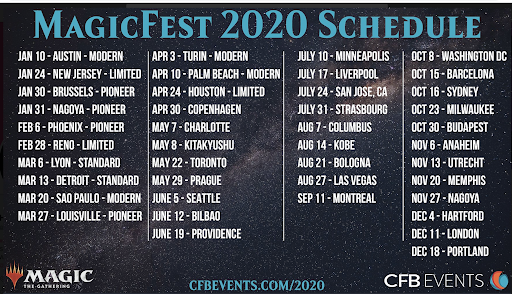 MAGICFEST 2020 SCHEDULE
JAN 10 - AUSTIN - MODERN
JAN 24 - NEW JERSEY - LIMITED
JAN 30 - BRUSSELS - PIONEER
JAN 31 - NAGOYA - PIONEER
FEB 6 - PHOENIX - PIONEER
FEB 28 - RENO - LIMITED
MAR 6 - LYON - STANDARD
MAR 13 - DETROIT - STANDARD
MAR 20 - SAO PAULO - MODERN
MAR 27 - LOUISVILLE - PIONEER
APR 3 - TURIN - MODERN
APR 10 - PALM BEACH - MODERN
APR 24 - HOUSTON - LIMITED
APR 30 - COPENHAGEN
MAY 7 - CHARLOTTE
MAY 8 - KITAKYUSHU
MAY 22 - TORONTO
MAY 29 - PRAGUE
JUNE 5 - SEATTLE
JUNE 12 - BILBAO
JUNE 19 - PROVIDENCE
JULY 10 - MINNEAPOLIS
JULY 17 - LIVERPOOL
JULY 24 - SAN JOSE, CA
JULY 31 - STRASBOURG
AUG 7 - COLUMBUS
AUG 14 - KOBE
AUG 21 - BOLOGNA
AUG 27 - LAS VEGAS
SEP 11 - MONTREAL
OCT 8 - WASHINGTON DC
OCT 15 - BARCELONA
OCT 16 - SYDNEY
OCT 23 - MILWAUKEE
OCT 30 - BUDAPEST
NOV 6 - ANAHEIM
NOV 13 - UTRECHT
NOV 20 - MEMPHIS
NOV 27 - NAGOYA
DEC 4 - HARTFORD
DEC 11 - LONDON
DEC 18 - PORTLAND
MAGIC
THE GATHERING
CFBEVENTS.COM/2020
CFB EVENTS